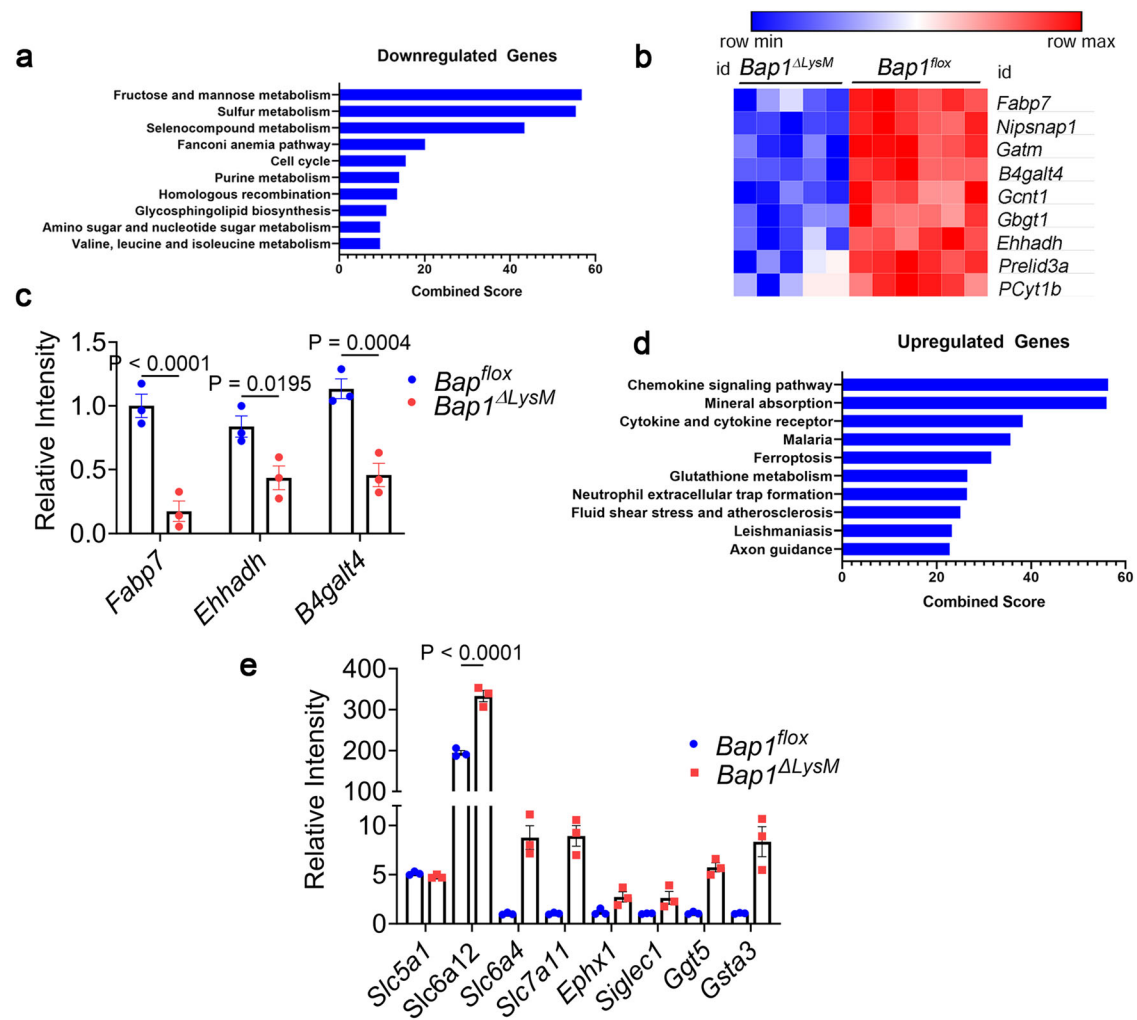 a
Downregulated Genes
Fructose and mannose metabolism
Sulfur metabolism
Selenocompound metabolism
Fanconi anemia pathway
Cell cycle
Purine metabolism
Homologous recombination
Glycosphingolipid biosynthesis
Amino sugar and nucleotide sugar metabolism
Valine, leucine and isoleucine metabolism
0 20 40 60
Combined Score
b
row min row max
id Bap1ΔLysM Bap1flox id
Fabp7
Nipsnap1
Gatm
B4galt4
Gcnt1
Gbgt1
Ehhadh
Prelid3a
PCyt1b
c
Relative Intensity
1.5
1.0
0.5
0.0
P < 0.0001
P = 0.0195
P = 0.0004
Bapflox
Bap1ΔLysM
Fabp7
Ehhadh
B4galt4
d
Upregulated Genes
Chemokine signaling pathway
Mineral absorption
Cytokine and cytokine receptor
Malaria
Ferroptosis
Glutathione metabolism
Neutrophil extracellular trap formation
Fluid shear stress and atherosclerosis
Leishmaniasis
Axon guidance
0 20 40 60
Combined Score
e
Relative Intensity
400
300
200
100
10
5
0
P < 0.0001
Bap1flox
Bap1ΔLysM
Slc5a1
Slc6a12
Slc6a4
Slc7a11
Ephx1
Siglec1
Ggt5
Gsta3